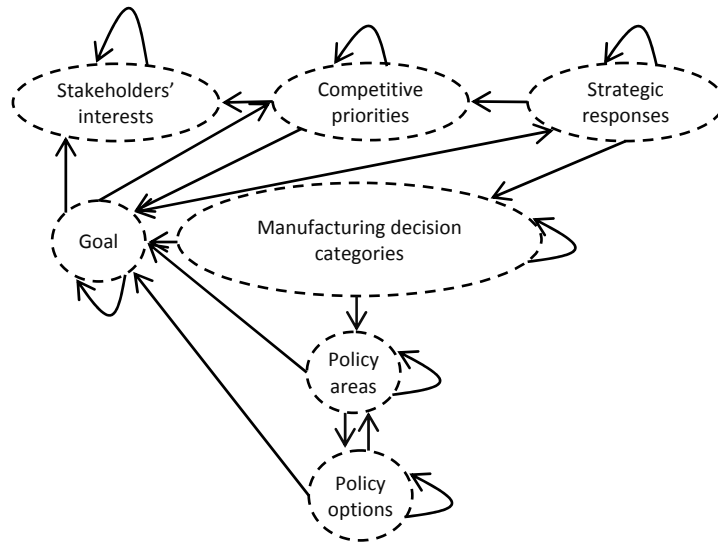 Stakeholders’
interests
Competitive
priorities
Strategic
responses
Goal
Manufacturing decision
categories
Policy
areas
Policy
options